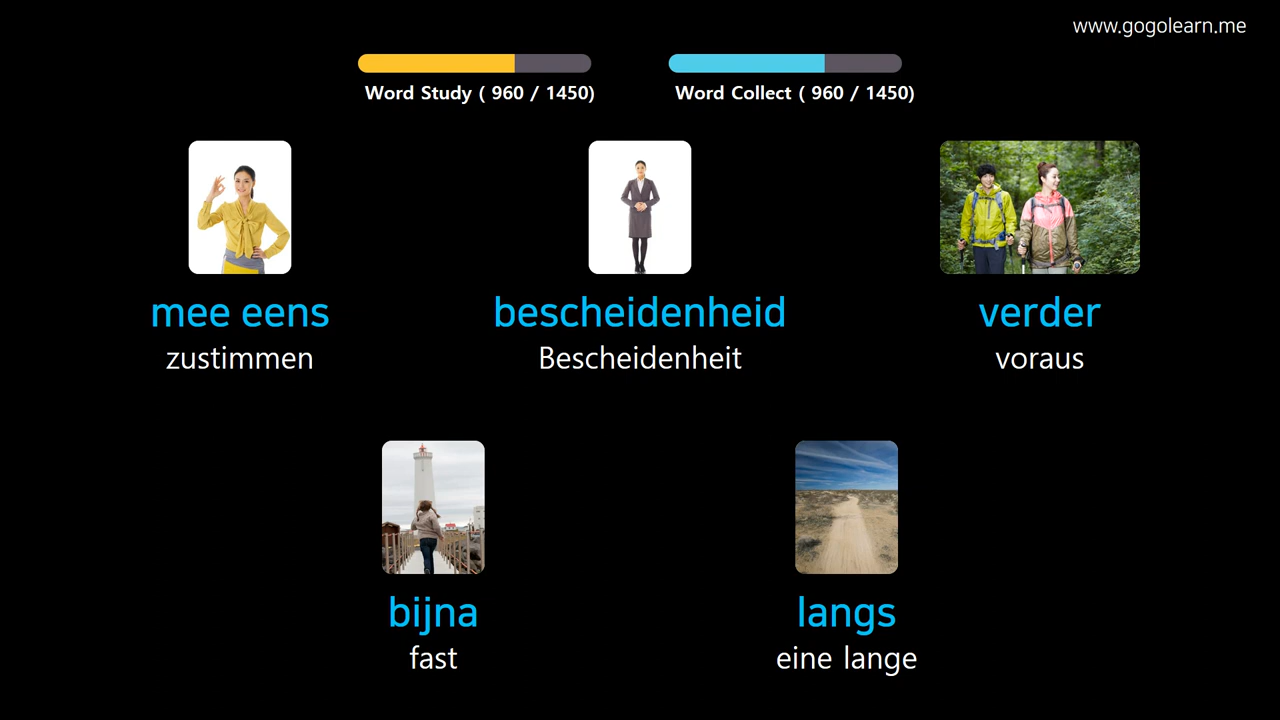 www.gogolearn.me
Word Study ( 960 / 1450)
Word Collect ( 960 / 1450)
mee eens
zustimmen
bescheidenheid
Bescheidenheit
verder
voraus
bijna
fast
langs
eine lange